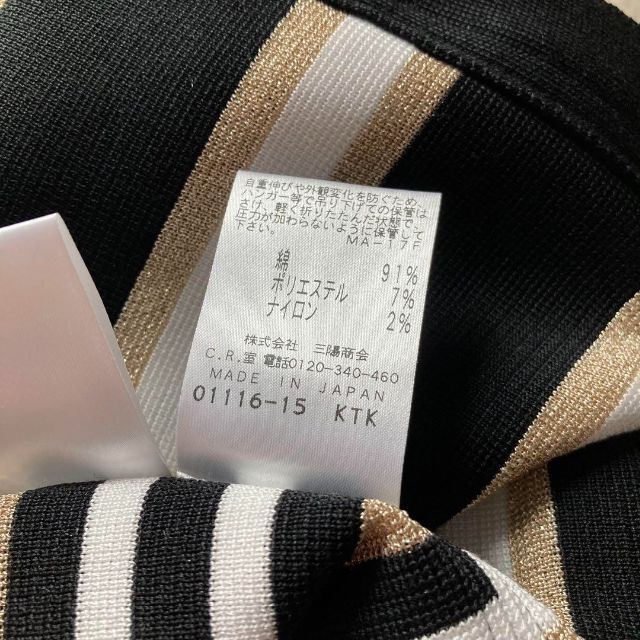 自重伸びや外観変化を防ぐため、
ハンガー等で吊り下げての保管は
さけ、軽く折りたたんだ状態で、
圧力が加わらないように保管して
下さい。
MA-17F
綿 91%
ポリエステル 7%
ナイロン 2%
株式会社 三陽商会
C.R.室 電話0120-340-460
MADE IN JAPAN
01116-15 KTK